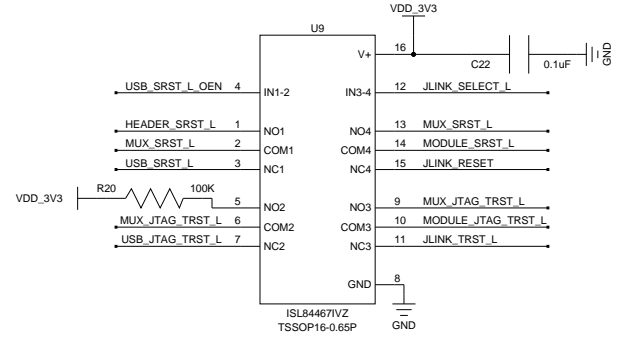 VDD_3V3
U9
V+ 16
C22 0.1uF GND
USB_SRST_L_OEN 4 IN1-2
IN3-4 12 JLINK_SELECT_L
HEADER_SRST_L 1 NO1
NO4 13 MUX_SRST_L
MUX_SRST_L 2 COM1
COM4 14 MODULE_SRST_L
USB_SRST_L 3 NC1
NC4 15 JLINK_RESET
VDD_3V3 R20 100K 5 NO2
NO3 9 MUX_JTAG_TRST_L
MUX_JTAG_TRST_L 6 COM2
COM3 10 MODULE_JTAG_TRST_L
USB_JTAG_TRST_L 7 NC2
NC3 11 JLINK_TRST_L
GND 8
GND
ISL84467IVZ
TSSOP16-0.65P